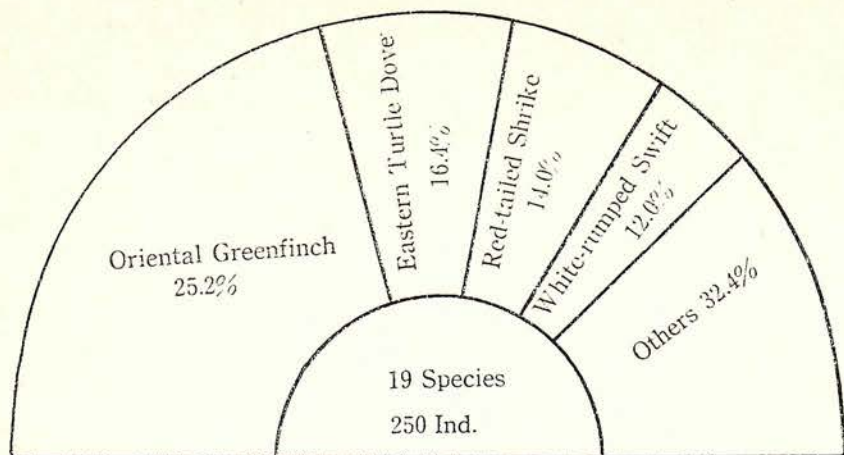 Oriental Greenfinch
25.2%
Eastern Turtle Dove
16.4%
Red-tailed Shrike
14.0%
White-rumped Swift
12.0%
Others 32.4%
19 Species
250 Ind.